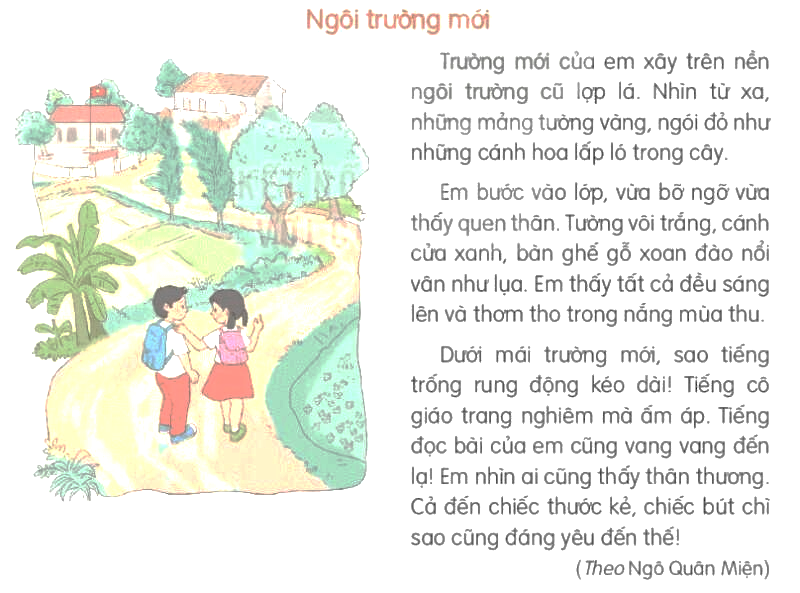 Ngôi trường mới
Trường mới của em xây trên nền
ngôi trường cũ lợp lá. Nhìn từ xa,
những mảng tường vàng, ngói đỏ như
những cánh hoa lấp ló trong cây.
Em bước vào lớp, vừa bỡ ngỡ vừa
thấy quen thân. Tường vôi trắng, cánh
cửa xanh, bàn ghế gỗ xoan đào nổi
vân như lụa. Em thấy tất cả đều sáng
lên và thơm tho trong nắng mùa thu.
Dưới mái trường mới, sao tiếng
trống rung động kéo dài! Tiếng cô
giáo trang nghiêm mà ấm áp. Tiếng
đọc bài của em cũng vang vang đến
lạ! Em nhìn ai cũng thấy thân thương.
Cả đến chiếc thước kẻ, chiếc bút chì
sao cũng đáng yêu đến thế!
(Theo Ngô Quân Miện)